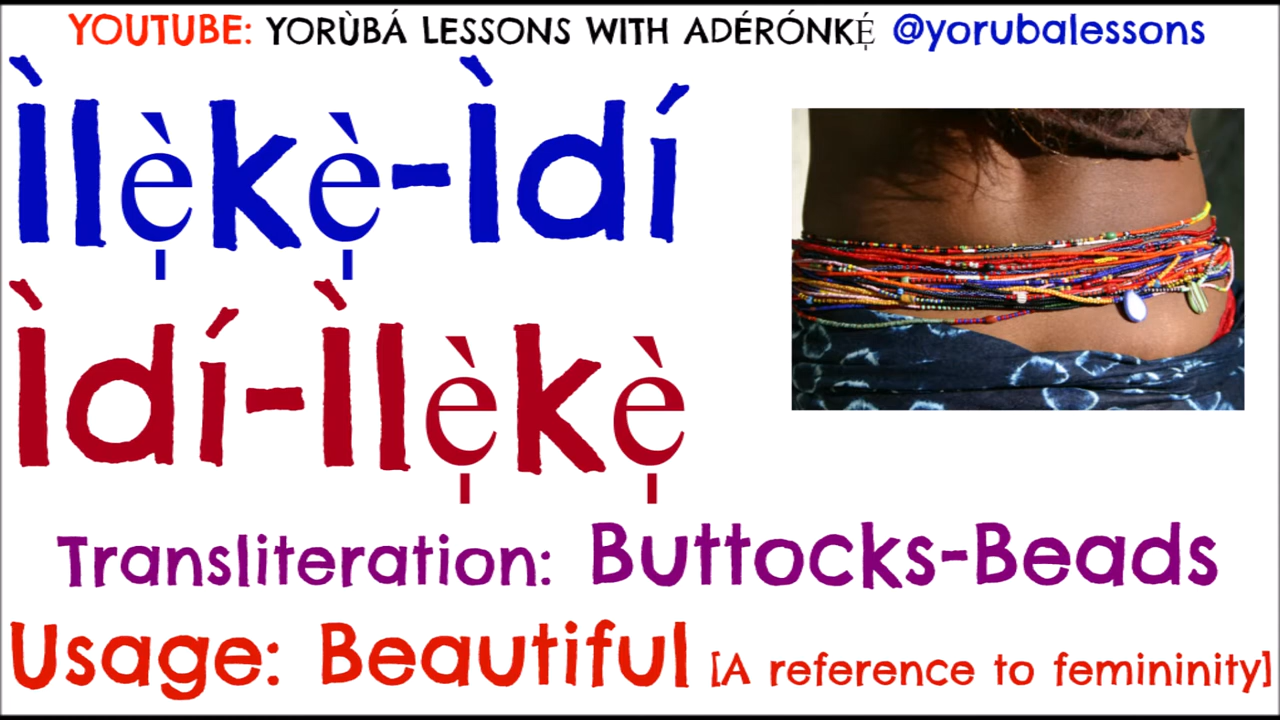 YOUTUBE: YORÙBÁ LESSONS WITH ADÉRÓNKẸ́ @yorubalessons
Ìlẹ̀kẹ̀-Ìdí
Ìdí-Ìlẹ̀kẹ̀
Transliteration: Buttocks-Beads
Usage: Beautiful [A reference to femininity]